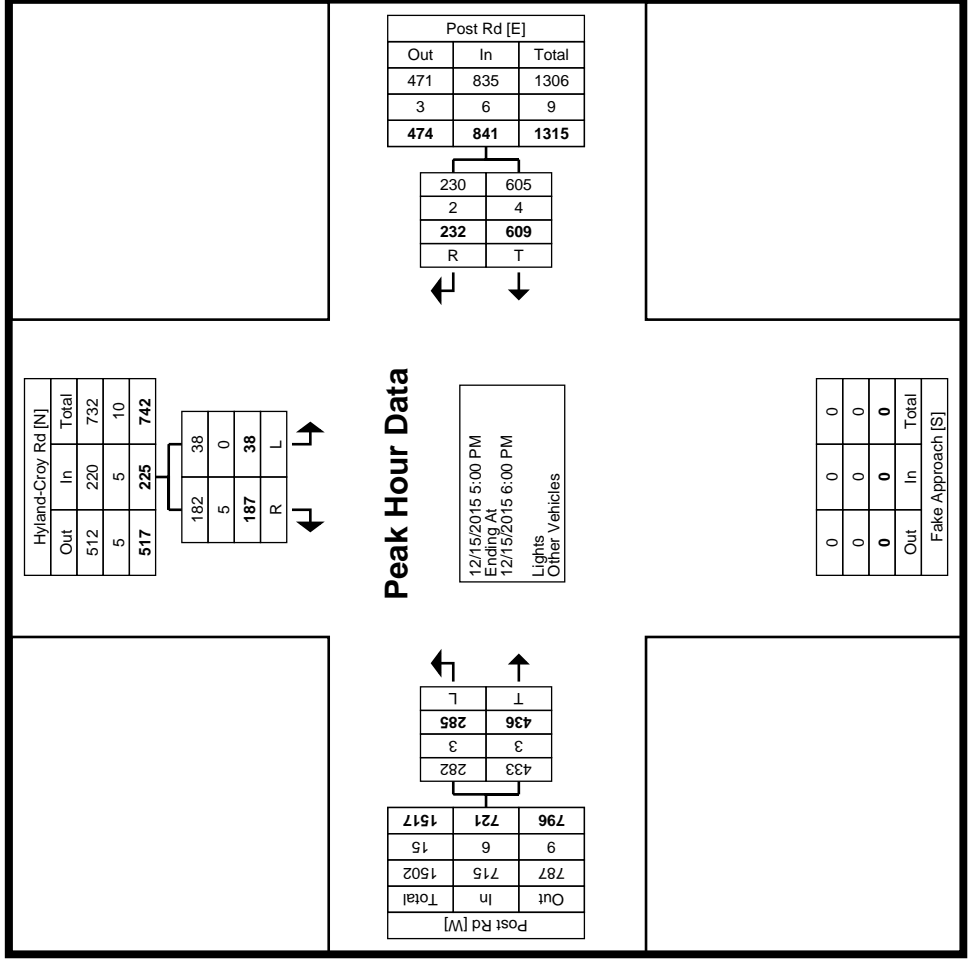 Post Rd [E]
Out In Total
471 835 1306
3 6 9
474 841 1315
230 605
2 4
232 609
R T
Hyland-Croy Rd [N]
Out In Total
512 220 732
5 5 10
517 225 742
182 38
5 0
187 38
R L
Peak Hour Data
12/15/2015 5:00 PM
Ending At
12/15/2015 6:00 PM
Lights
Other Vehicles
0 0 0
0 0 0
0 0 0
Out In Total
Fake Approach [S]
Post Rd [W]
Out In Total
787 715 1502
9 6 15
796 721 1517
433 282
3 3
436 285
T L